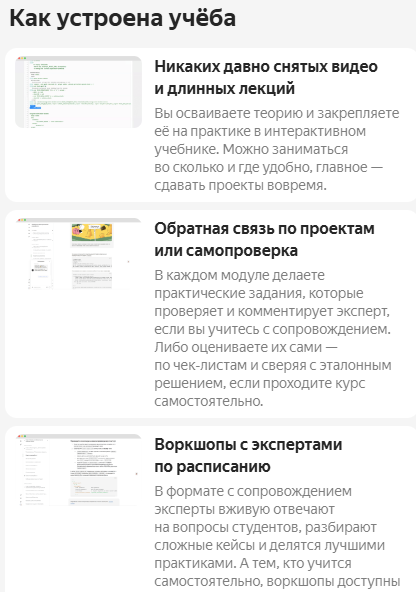 Как устроена учёба
Никаких давно снятых видео
и длинных лекций
Вы осваиваете теорию и закрепляете
её на практике в интерактивном
учебнике. Можно заниматься
во сколько и где удобно, главное —
сдавать проекты вовремя.
Обратная связь по проектам
или самопроверка
В каждом модуле делаете
практические задания, которые
проверяет и комментирует эксперт,
если вы учитесь с сопровождением.
Либо оцениваете их сами —
по чек-листам и сверяя с эталонным
решением, если проходите курс
самостоятельно.
Воркшопы с экспертами
по расписанию
В формате с сопровождением
эксперты вживую отвечают
на вопросы студентов, разбирают
сложные кейсы и делятся лучшими
практиками. А тем, кто учится
самостоятельно, воркшопы доступны